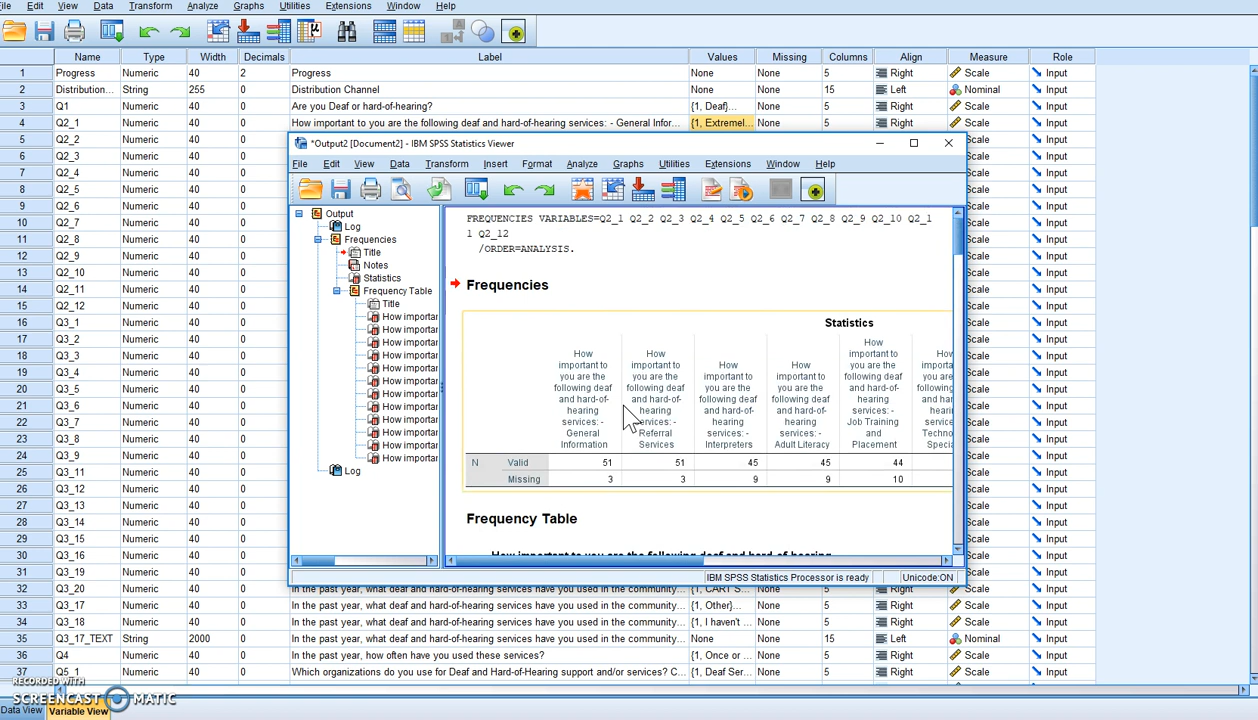 ile Edit View Data Transform Analyze Graphs Utilities Extensions Window Help
Name Type Width Decimals Label Values Missing Columns Align Measure Role
1 Progress Numeric 40 2 Progress None None 5 Right Scale Input
2 Distribution... String 255 0 Distribution Channel None None 15 Left Nominal Input
3 Q1 Numeric 40 0 Are you Deaf or hard-of-hearing? {1, Deaf}... None 5 Right Scale Input
4 Q2_1 Numeric 40 0 How important to you are the following deaf and hard-of-hearing services: - General Infor... {1, Extremel... None 5 Right Scale Input
5 Q2_2 Numeric 40 0 Scale Input
6 Q2_3 Numeric 40 0 Scale Input
7 Q2_4 Numeric 40 0 Scale Input
8 Q2_5 Numeric 40 0 Scale Input
9 Q2_6 Numeric 40 0 Scale Input
10 Q2_7 Numeric 40 0 Scale Input
11 Q2_8 Numeric 40 0 Scale Input
12 Q2_9 Numeric 40 0 Scale Input
13 Q2_10 Numeric 40 0 Scale Input
14 Q2_11 Numeric 40 0 Scale Input
15 Q2_12 Numeric 40 0 Scale Input
16 Q3_1 Numeric 40 0 Scale Input
17 Q3_2 Numeric 40 0 Scale Input
18 Q3_3 Numeric 40 0 Scale Input
19 Q3_4 Numeric 40 0 Scale Input
20 Q3_5 Numeric 40 0 Scale Input
21 Q3_6 Numeric 40 0 Scale Input
22 Q3_7 Numeric 40 0 Scale Input
23 Q3_8 Numeric 40 0 Scale Input
24 Q3_9 Numeric 40 0 Scale Input
25 Q3_11 Numeric 40 0 Scale Input
26 Q3_12 Numeric 40 0 Scale Input
27 Q3_13 Numeric 40 0 Scale Input
28 Q3_14 Numeric 40 0 Scale Input
29 Q3_15 Numeric 40 0 Scale Input
30 Q3_16 Numeric 40 0 Scale Input
31 Q3_19 Numeric 40 0 Scale Input
32 Q3_20 Numeric 40 0 In the past year, what deaf and hard-of-hearing services have you used in the community... {1, CART S... None 5 Right Scale Input
33 Q3_17 Numeric 40 0 In the past year, what deaf and hard-of-hearing services have you used in the community... {1, Other}... None 5 Right Scale Input
34 Q3_18 Numeric 40 0 In the past year, what deaf and hard-of-hearing services have you used in the community... {1, I haven't ... None 5 Right Scale Input
35 Q3_17_TEXT String 2000 0 In the past year, what deaf and hard-of-hearing services have you used in the community... None None 15 Left Nominal Input
36 Q4 Numeric 40 0 In the past year, how often have you used these services? {1, Once or ... None 5 Right Scale Input
37 Q5_1 Numeric 40 0 Which organizations do you use for Deaf and Hard-of-Hearing support and/or services? C... {1, Deaf Ser... None 5 Right Scale Input
*Output2 [Document2] - IBM SPSS Statistics Viewer
File Edit View Data Transform Insert Format Analyze Graphs Utilities Extensions Window Help
Output
Log
Frequencies
Title
Notes
Statistics
Frequency Table
Title
How importan
How importan
How importan
How importan
How importan
How importan
How importan
How importan
How importan
How importan
How importan
How importan
Log
FREQUENCIES VARIABLES=Q2_1 Q2_2 Q2_3 Q2_4 Q2_5 Q2_6 Q2_7 Q2_8 Q2_9 Q2_10 Q2_1
1 Q2_12
/ORDER=ANALYSIS.
Frequencies
Statistics
How important to you are the following deaf and hard-of-hearing services: - General Information
How important to you are the following deaf and hard-of-hearing services: - Referral Services
How important to you are the following deaf and hard-of-hearing services: - Interpreters
How important to you are the following deaf and hard-of-hearing services: - Adult Literacy
How important to you are the following deaf and hard-of-hearing services: - Job Training and Placement
N Valid 51 51 45 45 44
Missing 3 3 9 9 10
Frequency Table
How important to you are the following deaf and hard-of-hearing
IBM SPSS Statistics Processor is ready Unicode:ON
RECORDED WITH
SCREENCAST MATIC
Data View Variable View